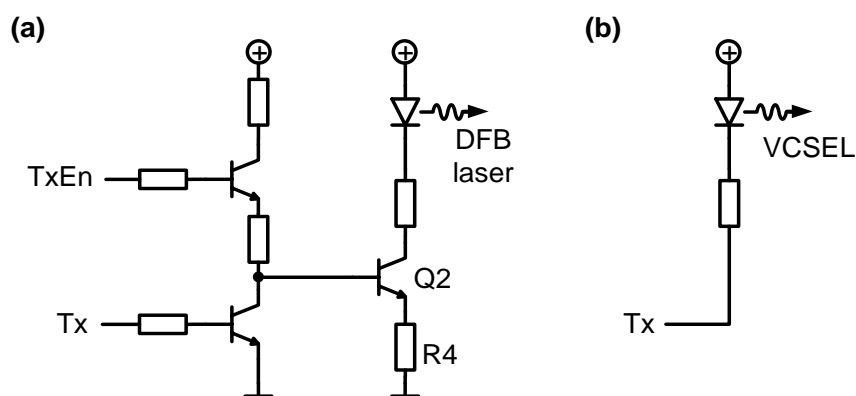 (a)
(b)
DFB
laser
VCSEL
TxEn
Q2
Tx
R4
Tx